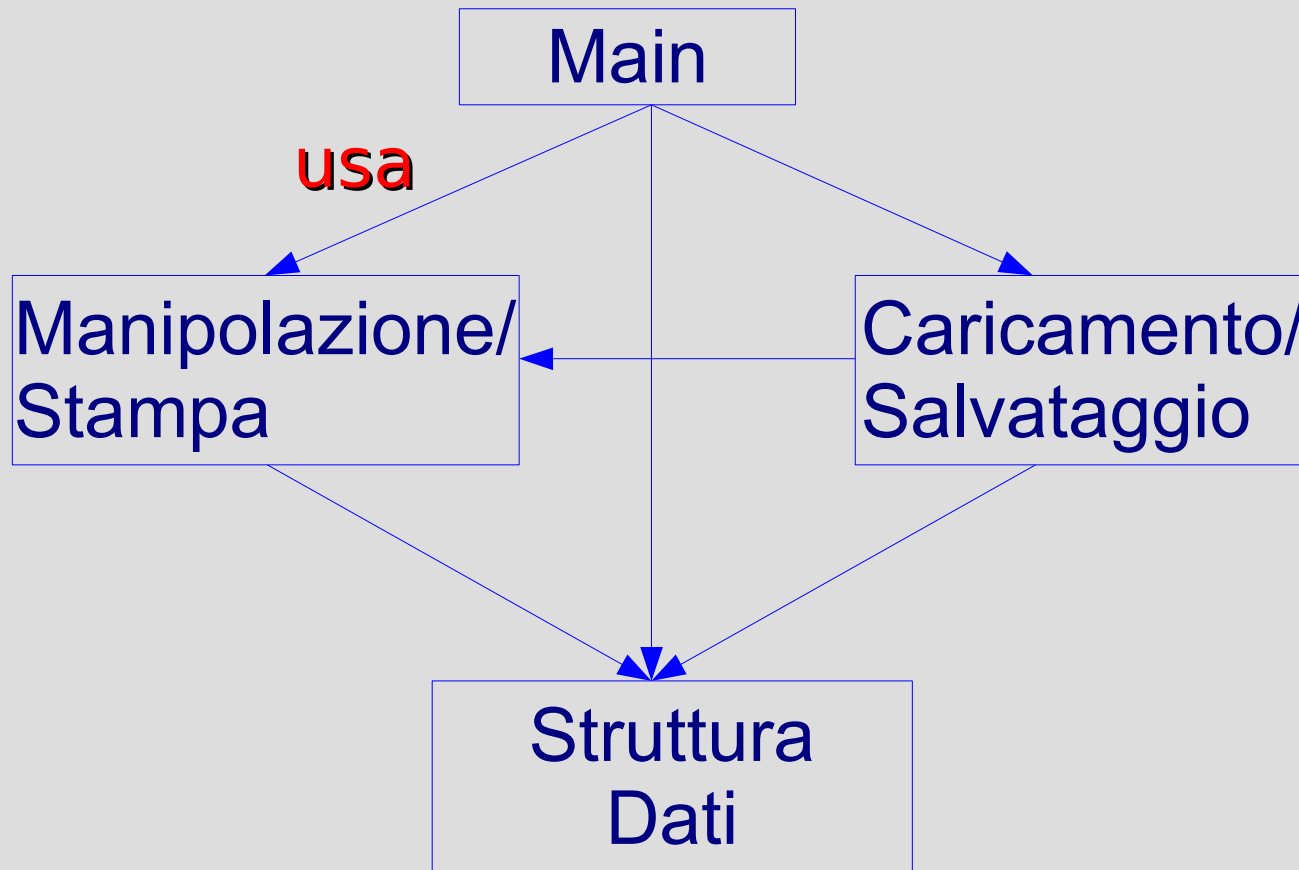 Main
usa
Manipolazione/
Stampa
Caricamento/
Salvataggio
Struttura
Dati